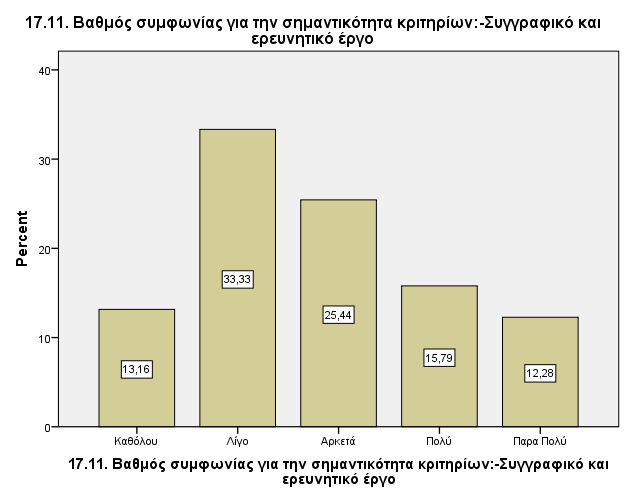 17.11. Βαθμός συμφωνίας για την σημαντικότητα κριτηρίων:-Συγγραφικό και
ερευνητικό έργο
40
30
20
10
0
Percent
13,16
33,33
25,44
15,79
12,28
Καθόλου
Λίγο
Αρκετά
Πολύ
Παρα Πολύ
17.11. Βαθμός συμφωνίας για την σημαντικότητα κριτηρίων:-Συγγραφικό και
ερευνητικό έργο